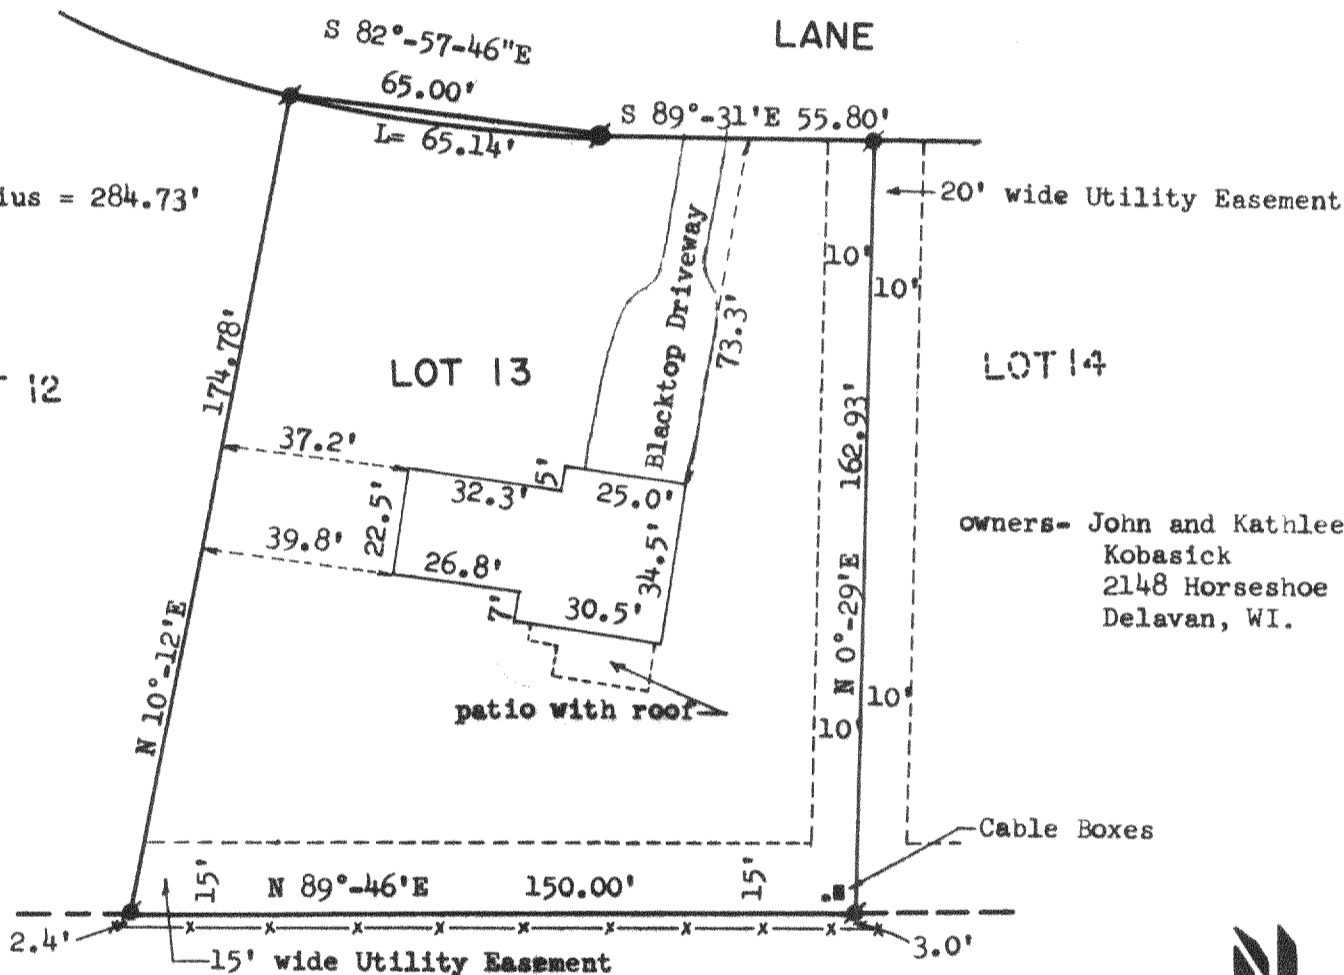 LANE
S 82°-57-46"E
65.00'
L= 65.14'
S 89°-31'E 55.80'
ius = 284.73'
20' wide Utility Easement
10'
10'
Blacktop Driveway
73.3'
174.78'
LOT 13
LOT 14
12
37.2'
32.3'
5'
25.0'
22.5'
39.8'
26.8'
34.5'
7'
30.5'
162.93'
N 0°-29'E
owners- John and Kathlee
Kobasick
2148 Horseshoe
Delavan, WI.
N 10°-12'E
patio with roof
10'
10'
Cable Boxes
15'
N 89°-46'E
150.00'
15'
2.4'
3.0'
15' wide Utility Easement